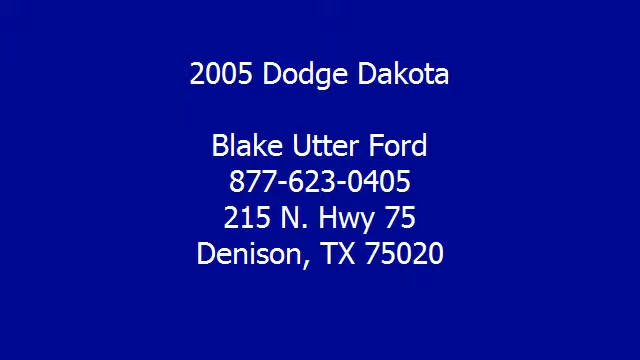 2005 Dodge Dakota
Blake Utter Ford
877-623-0405
215 N. Hwy 75
Denison, TX 75020